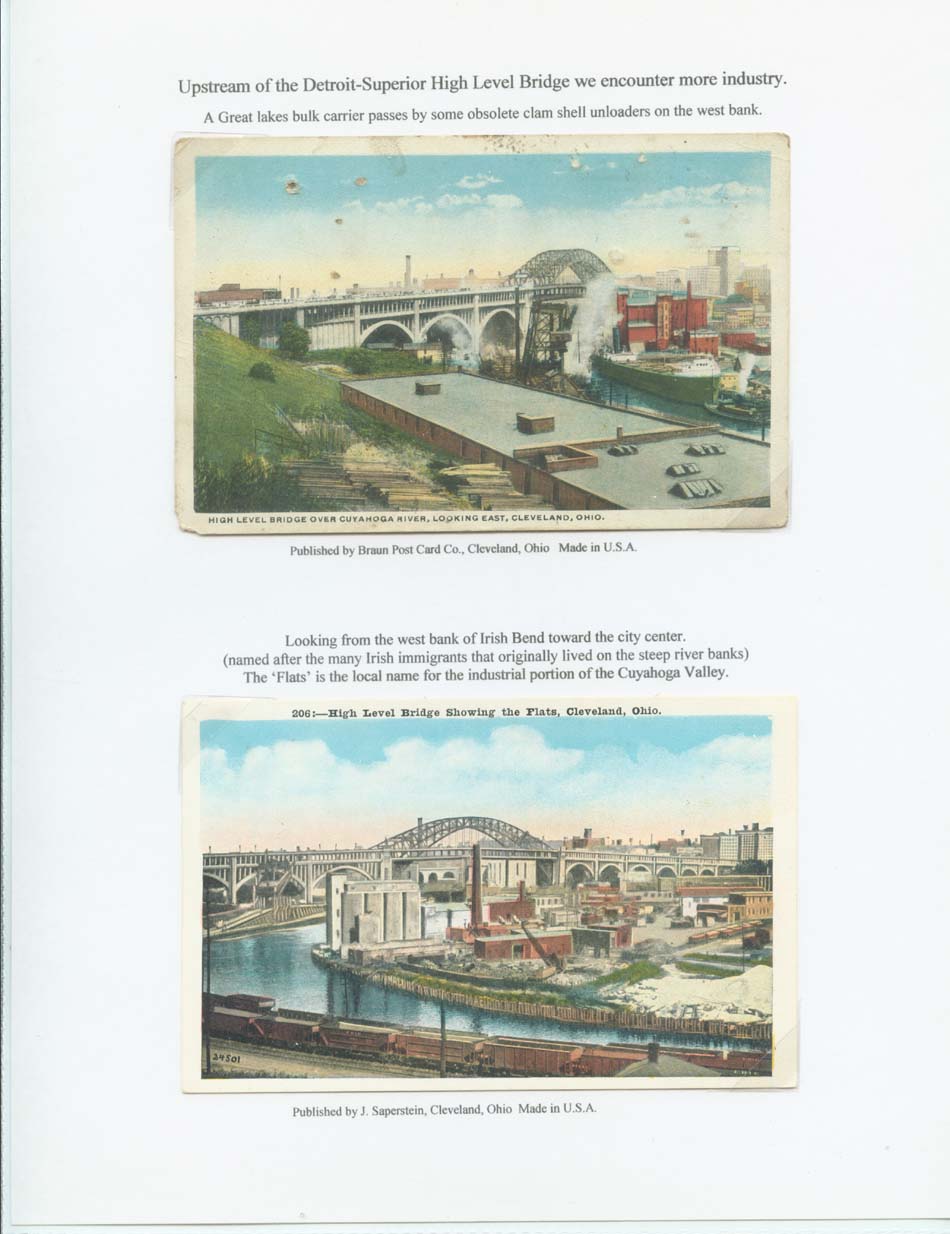 Upstream of the Detroit-Superior High Level Bridge we encounter more industry.
A Great lakes bulk carrier passes by some obsolete clam shell unloaders on the west bank.
HIGH LEVEL BRIDGE OVER CUYAHOGA RIVER, LOOKING EAST, CLEVELAND, OHIO.
Published by Braun Post Card Co., Cleveland, Ohio Made in U.S.A.
Looking from the west bank of Irish Bend toward the city center.
(named after the many Irish immigrants that originally lived on the steep river banks)
The ‘Flats’ is the local name for the industrial portion of the Cuyahoga Valley.
206:—High Level Bridge Showing the Flats, Cleveland, Ohio.
24501
Published by J. Saperstein, Cleveland, Ohio Made in U.S.A.